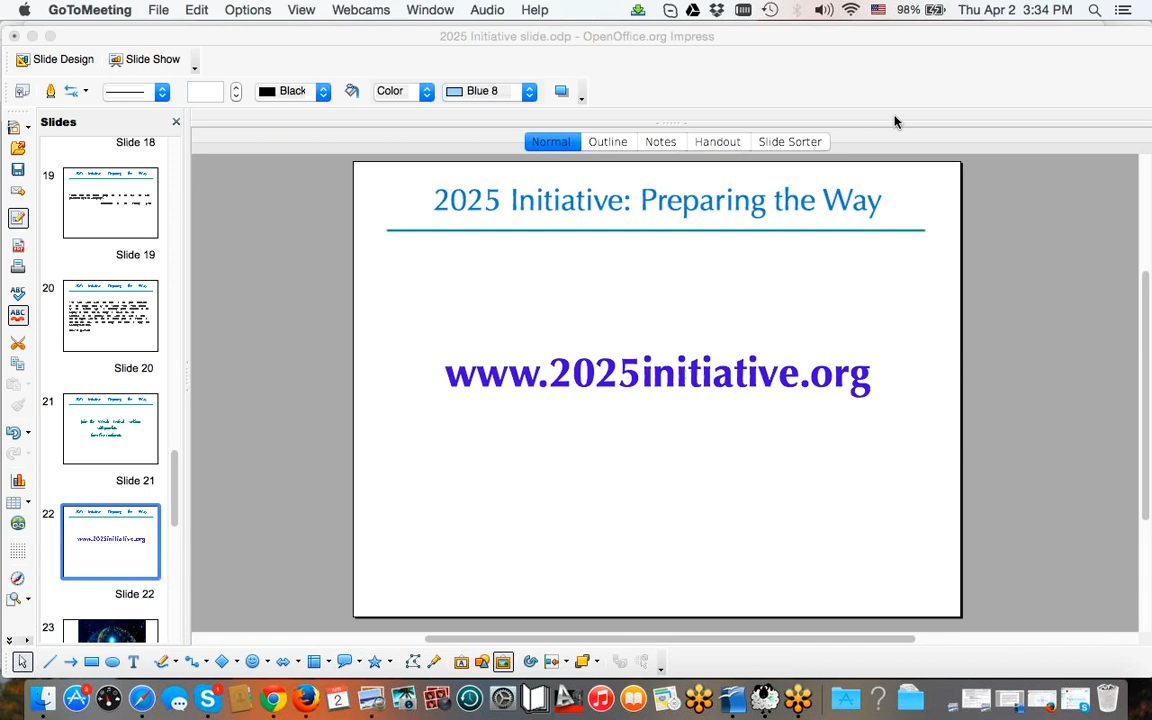 GoToMeeting File Edit Options View Webcams Window Audio Help 98% Thu Apr 2 3:34 PM
2025 Initiative slide.odp - OpenOffice.org Impress
Slide Design Slide Show
Black Color Blue 8
Slides
Normal Outline Notes Handout Slide Sorter
Slide 18
19
Slide 19
20
Slide 20
21
Slide 21
22
www.2025initiative.org
Slide 22
23
2025 Initiative: Preparing the Way
www.2025initiative.org